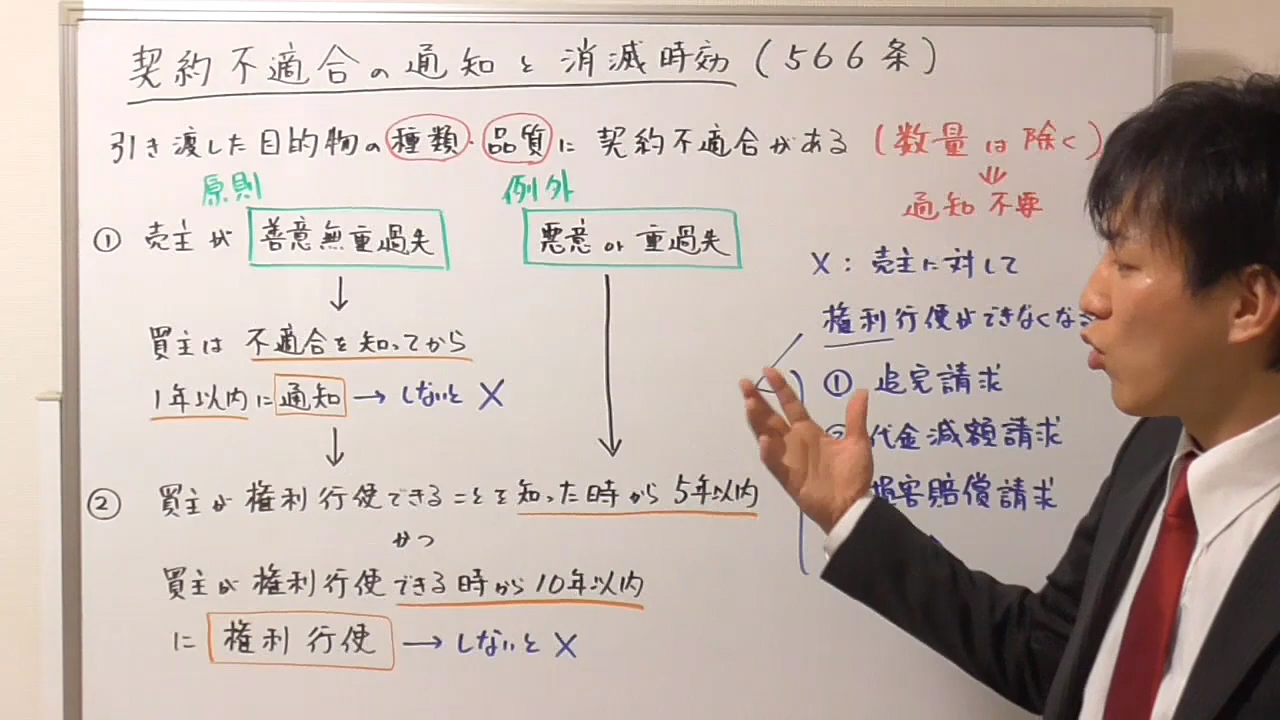 契約不適合の通知と消滅時効(566条)
引き渡した目的物の種類・品質に契約不適合がある(数量は除く)
通知不要
原則
例外
① 売主が 善意無重過失
悪意or重過失
買主は 不適合を知ってから
1年以内に 通知 → しないと X
② 買主が権利行使できることを知った時から5年以内
かつ
買主が権利行使できる時から10年以内
に 権利行使 → しないと X
X:売主に対して
権利行使ができなくなる
① 追完請求
代金減額請求
損害賠償請求